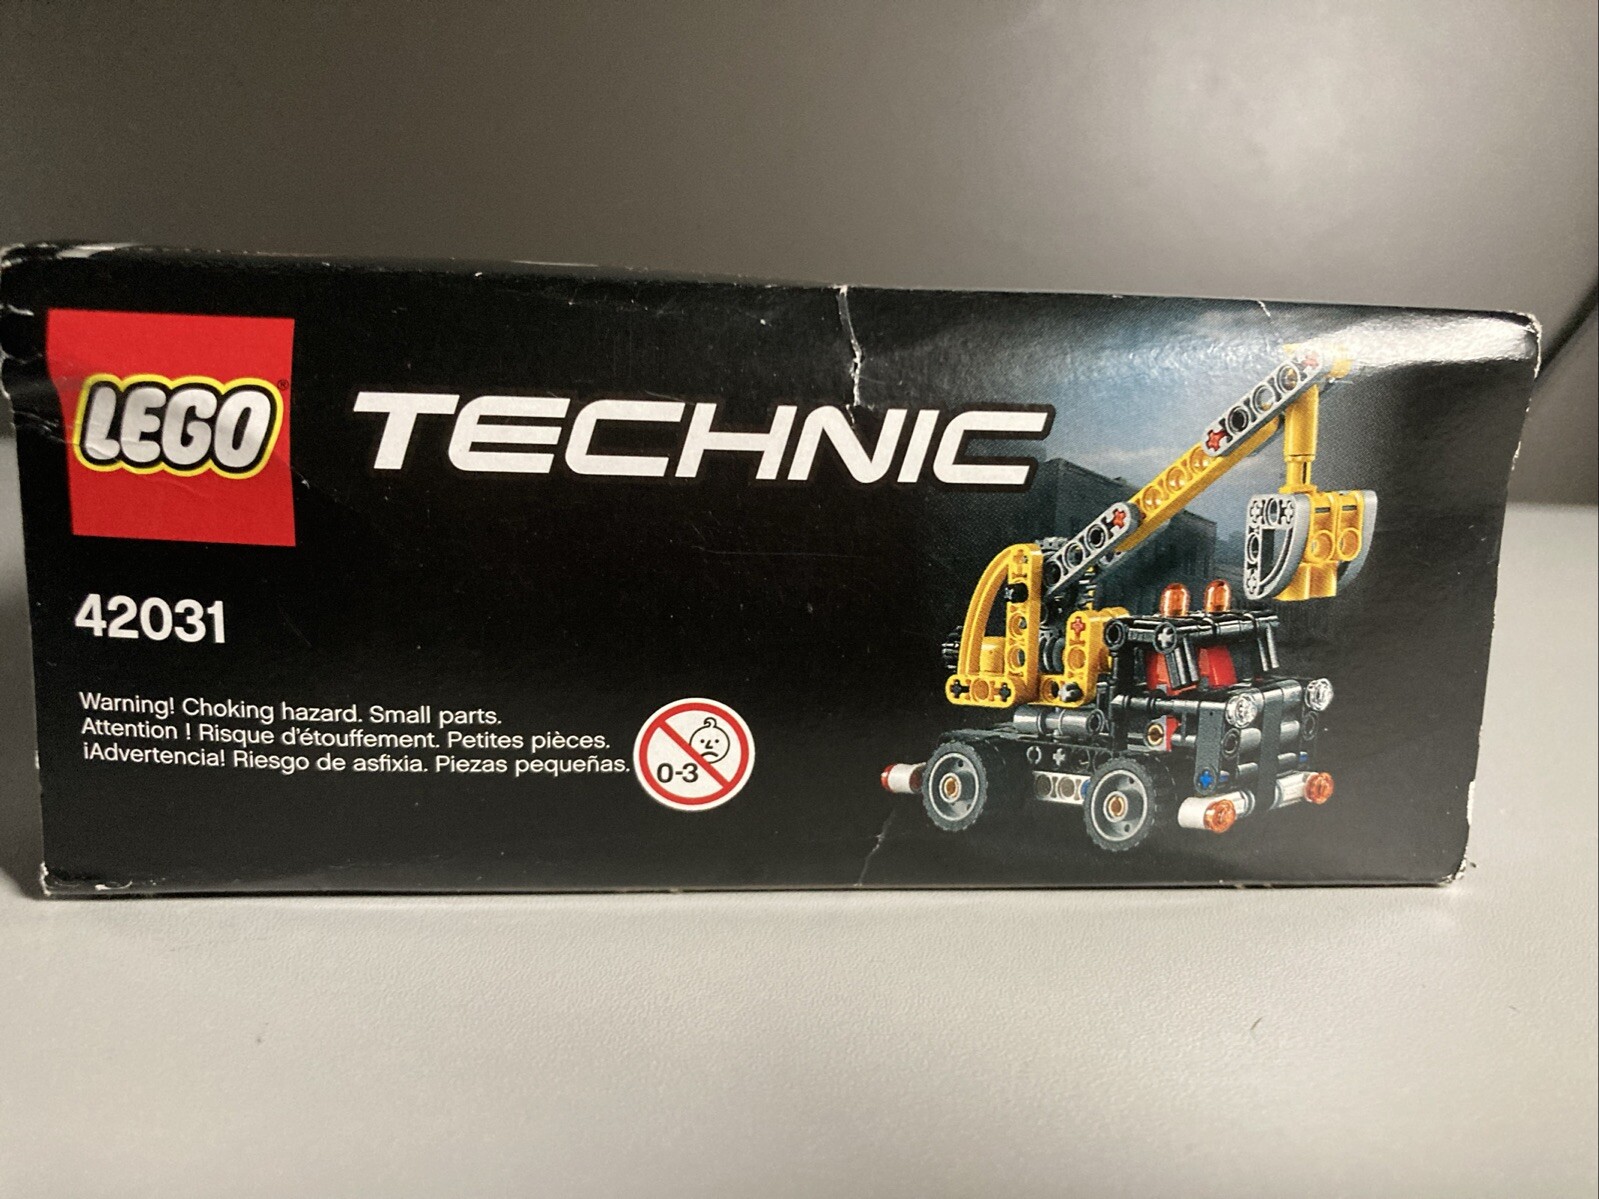 LEGO®
TECHNIC
42031
Warning! Choking hazard. Small parts.
Attention ! Risque d'étouffement. Petites pièces.
¡Advertencia! Riesgo de asfixia. Piezas pequeñas.
0-3